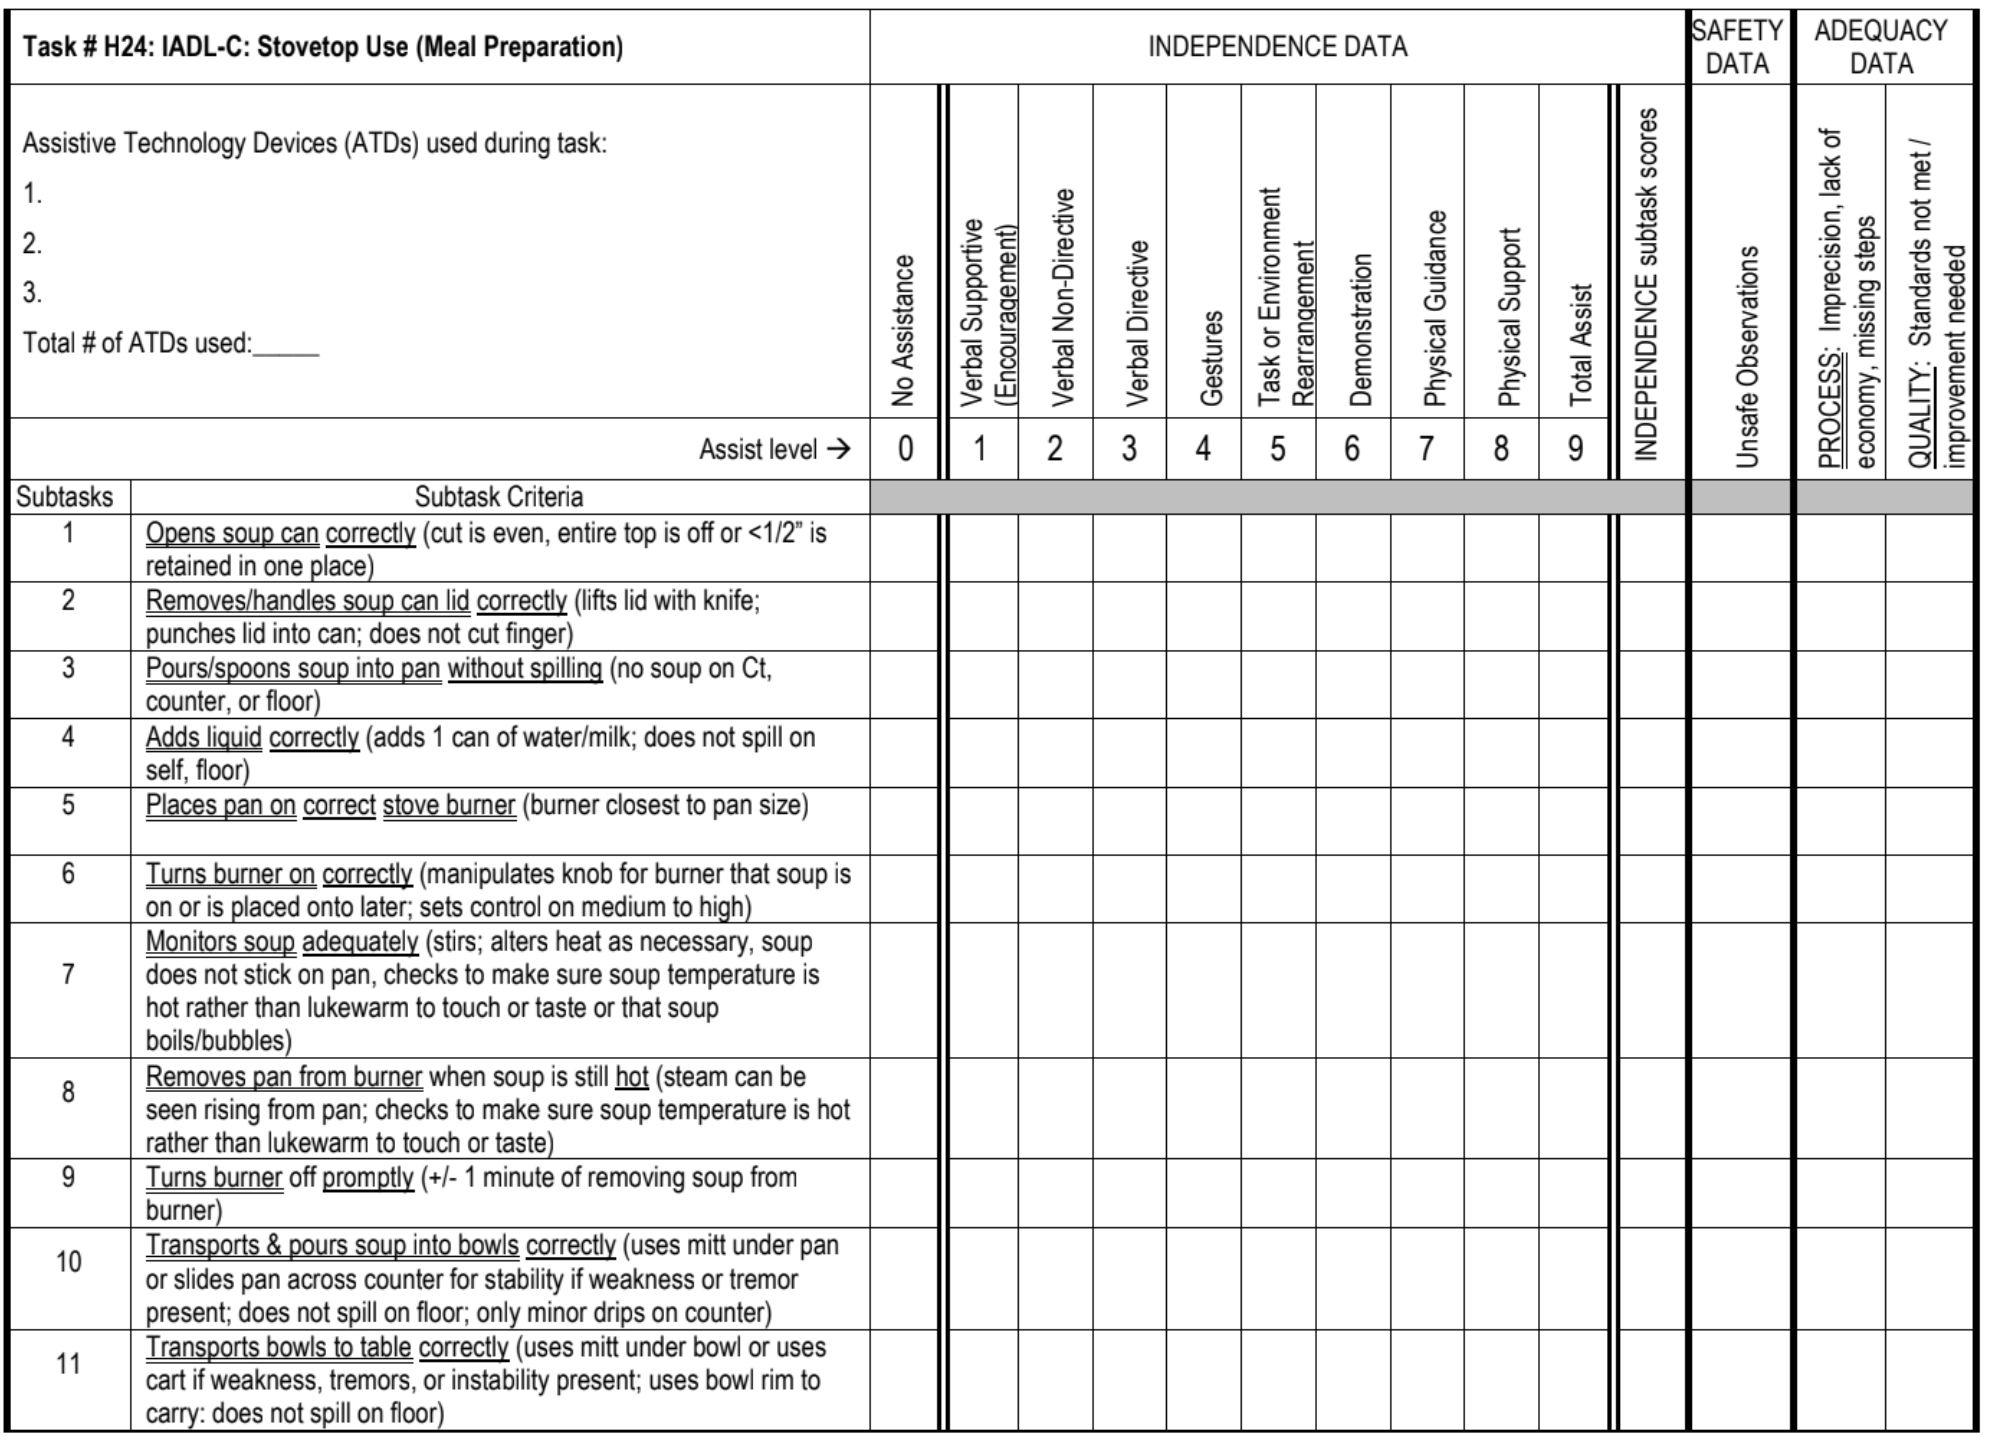 Task # H24: IADL-C: Stovetop Use (Meal Preparation)
INDEPENDENCE DATA
SAFETY
DATA
ADEQUACY
DATA
Assistive Technology Devices (ATDs) used during task:
1.
2.
3.
Total # of ATDs used:_____
No Assistance
Verbal Supportive
(Encouragement)
Verbal Non-Directive
Verbal Directive
Gestures
Task or Environment
Rearrangement
Demonstration
Physical Guidance
Physical Support
Total Assist
INDEPENDENCE subtask scores
Unsafe Observations
PROCESS: Imprecision, lack of
economy, missing steps
QUALITY: Standards not met /
improvement needed
Assist level → 0 1 2 3 4 5 6 7 8 9
Subtasks Subtask Criteria
1 Opens soup can correctly (cut is even, entire top is off or <1/2” is
retained in one place)
2 Removes/handles soup can lid correctly (lifts lid with knife;
punches lid into can; does not cut finger)
3 Pours/spoons soup into pan without spilling (no soup on Ct,
counter, or floor)
4 Adds liquid correctly (adds 1 can of water/milk; does not spill on
self, floor)
5 Places pan on correct stove burner (burner closest to pan size)
6 Turns burner on correctly (manipulates knob for burner that soup is
on or is placed onto later; sets control on medium to high)
7 Monitors soup adequately (stirs; alters heat as necessary, soup
does not stick on pan, checks to make sure soup temperature is
hot rather than lukewarm to touch or taste or that soup
boils/bubbles)
8 Removes pan from burner when soup is still hot (steam can be
seen rising from pan; checks to make sure soup temperature is hot
rather than lukewarm to touch or taste)
9 Turns burner off promptly (+/- 1 minute of removing soup from
burner)
10 Transports & pours soup into bowls correctly (uses mitt under pan
or slides pan across counter for stability if weakness or tremor
present; does not spill on floor; only minor drips on counter)
11 Transports bowls to table correctly (uses mitt under bowl or uses
cart if weakness, tremors, or instability present; uses bowl rim to
carry: does not spill on floor)